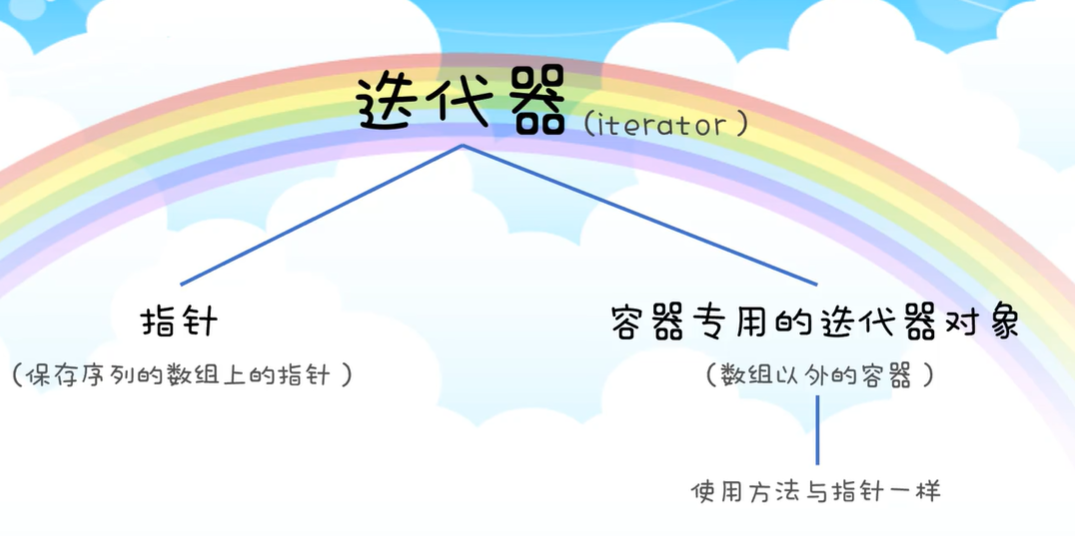 迭代器(iterator)
指针
容器专用的迭代器对象
(保存序列的数组上的指针)
(数组以外的容器)
使用方法与指针一样